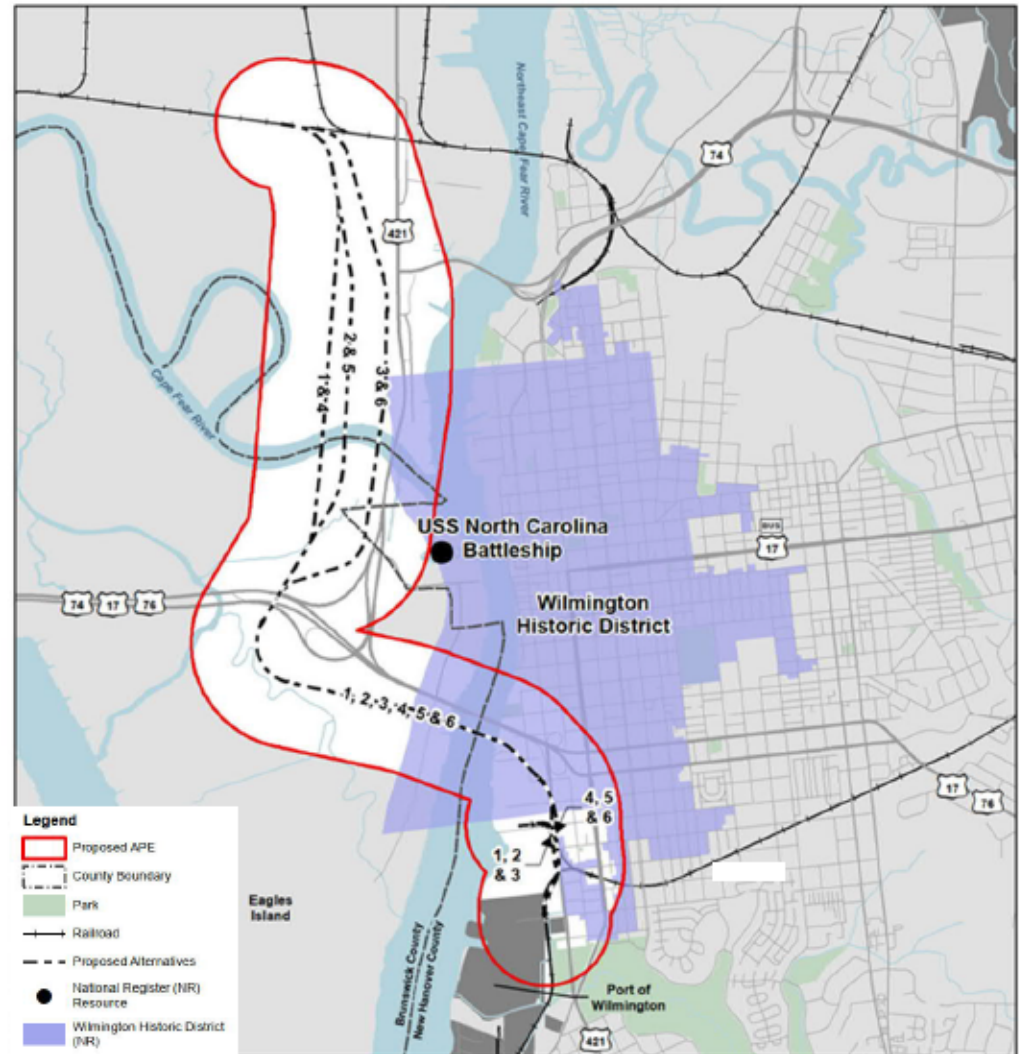 Northeast Cape Fear River
74
421
2 & 5
3 & 6
1 & 4
Cape Fear River
USS North Carolina
Battleship
BUS
17
Wilmington
Historic District
74
17
76
1, 2, 3, 4, 5 & 6
17
76
4, 5
& 6
1, 2
& 3
Legend
Proposed APE
County Boundary
Park
Railroad
Proposed Alternatives
National Register (NR)
Resource
Wilmington Historic District
(NR)
Eagles
Island
Brunswick County
New Hanover County
Port of
Wilmington
421